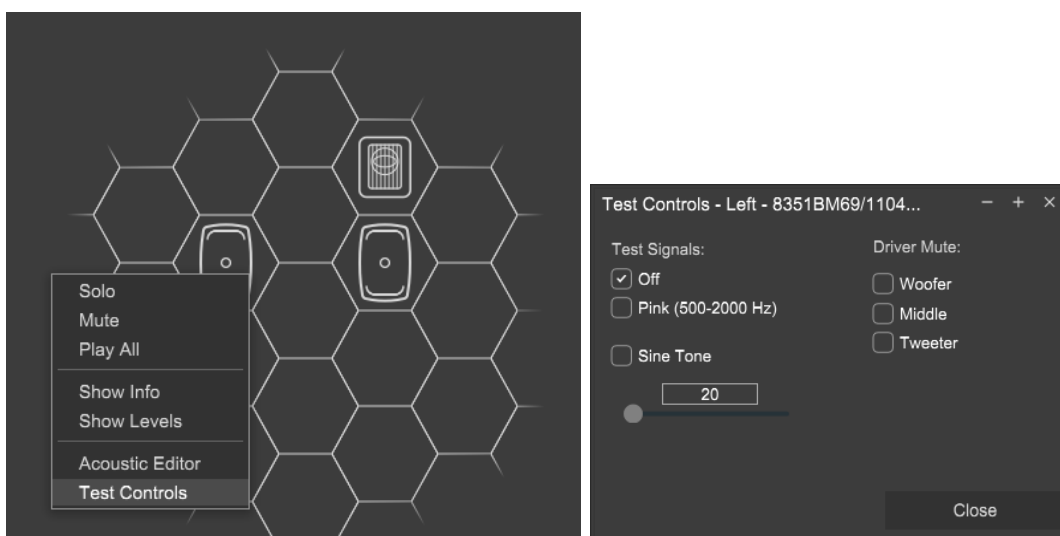 Solo
Mute
Play All
Show Info
Show Levels
Acoustic Editor
Test Controls
Test Controls - Left - 8351BM69/1104...
Test Signals:
Off
Pink (500-2000 Hz)
Sine Tone
20
Driver Mute:
Woofer
Middle
Tweeter
Close